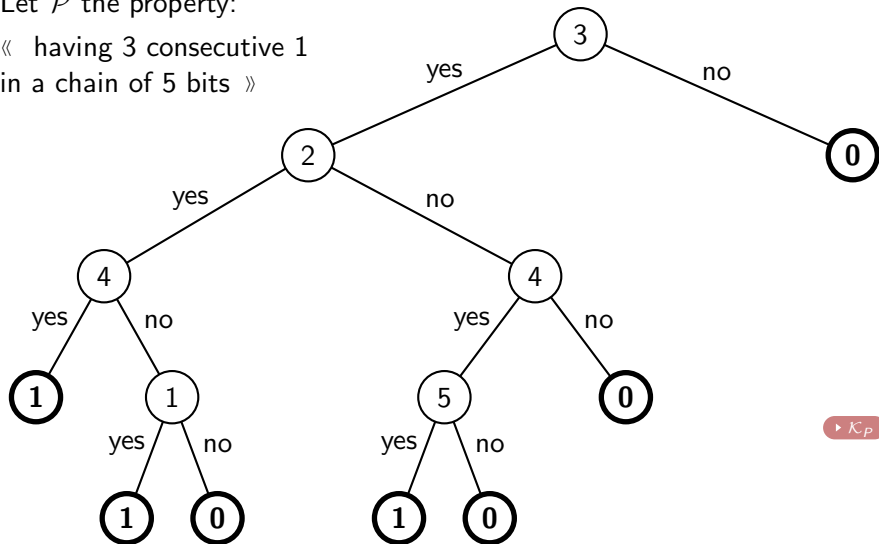 Let P the property:
« having 3 consecutive 1
in a chain of 5 bits »
3
yes
no
2
0
yes
no
4
4
yes
no
yes
no
1
1
5
0
yes
no
yes
no
1
0
1
0
K_P